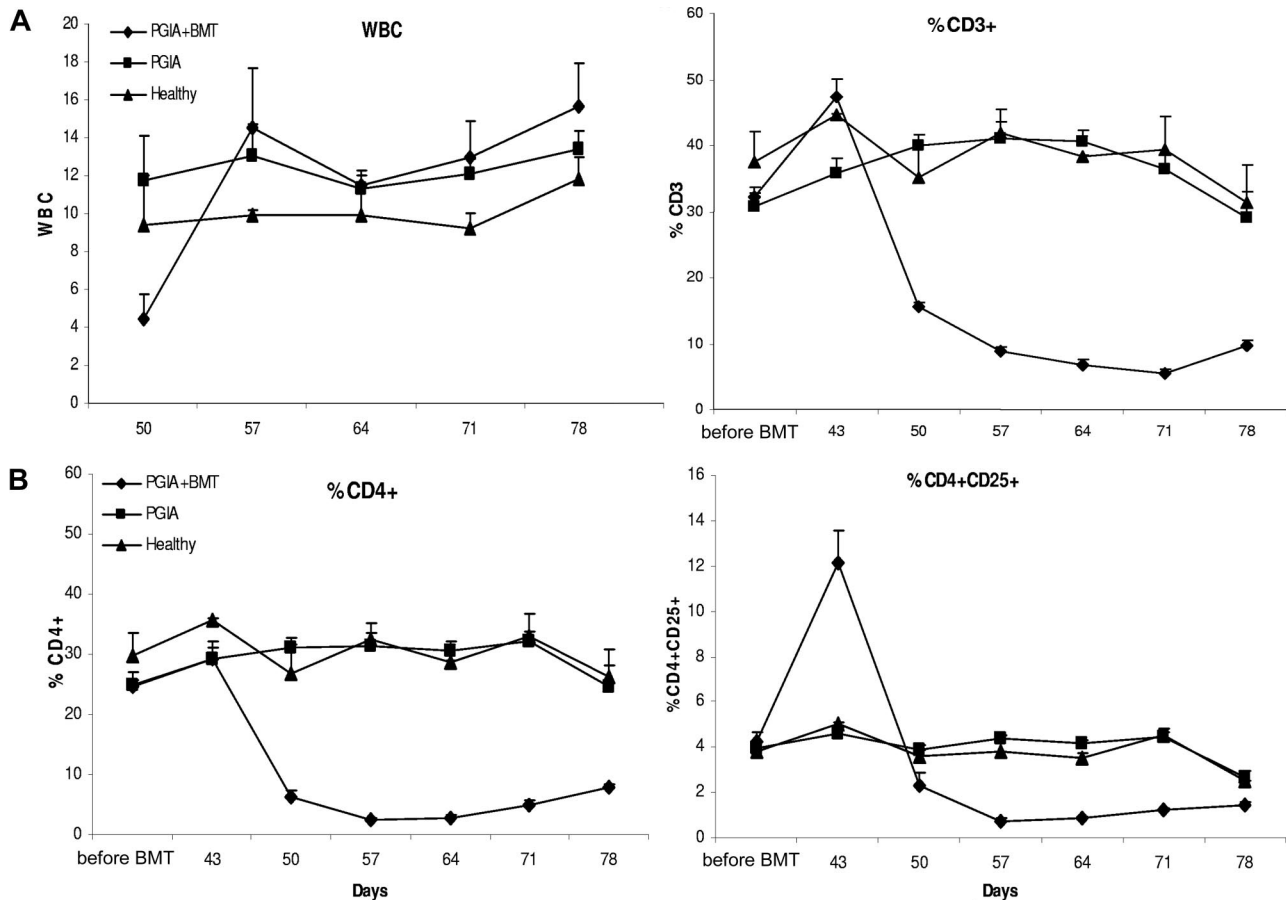 A
WBC
PGIA+BMT
PGIA
Healthy
WBC
20
18
16
14
12
10
8
6
4
2
0
50 57 64 71 78
%CD3+
% CD3
60
50
40
30
20
10
0
before BMT 43 50 57 64 71 78
B
%CD4+
PGIA+BMT
PGIA
Healthy
% CD4+
60
50
40
30
20
10
0
before BMT 43 50 57 64 71 78
Days
%CD4+CD25+
%CD4+CD25+
16
14
12
10
8
6
4
2
0
before BMT 43 50 57 64 71 78
Days